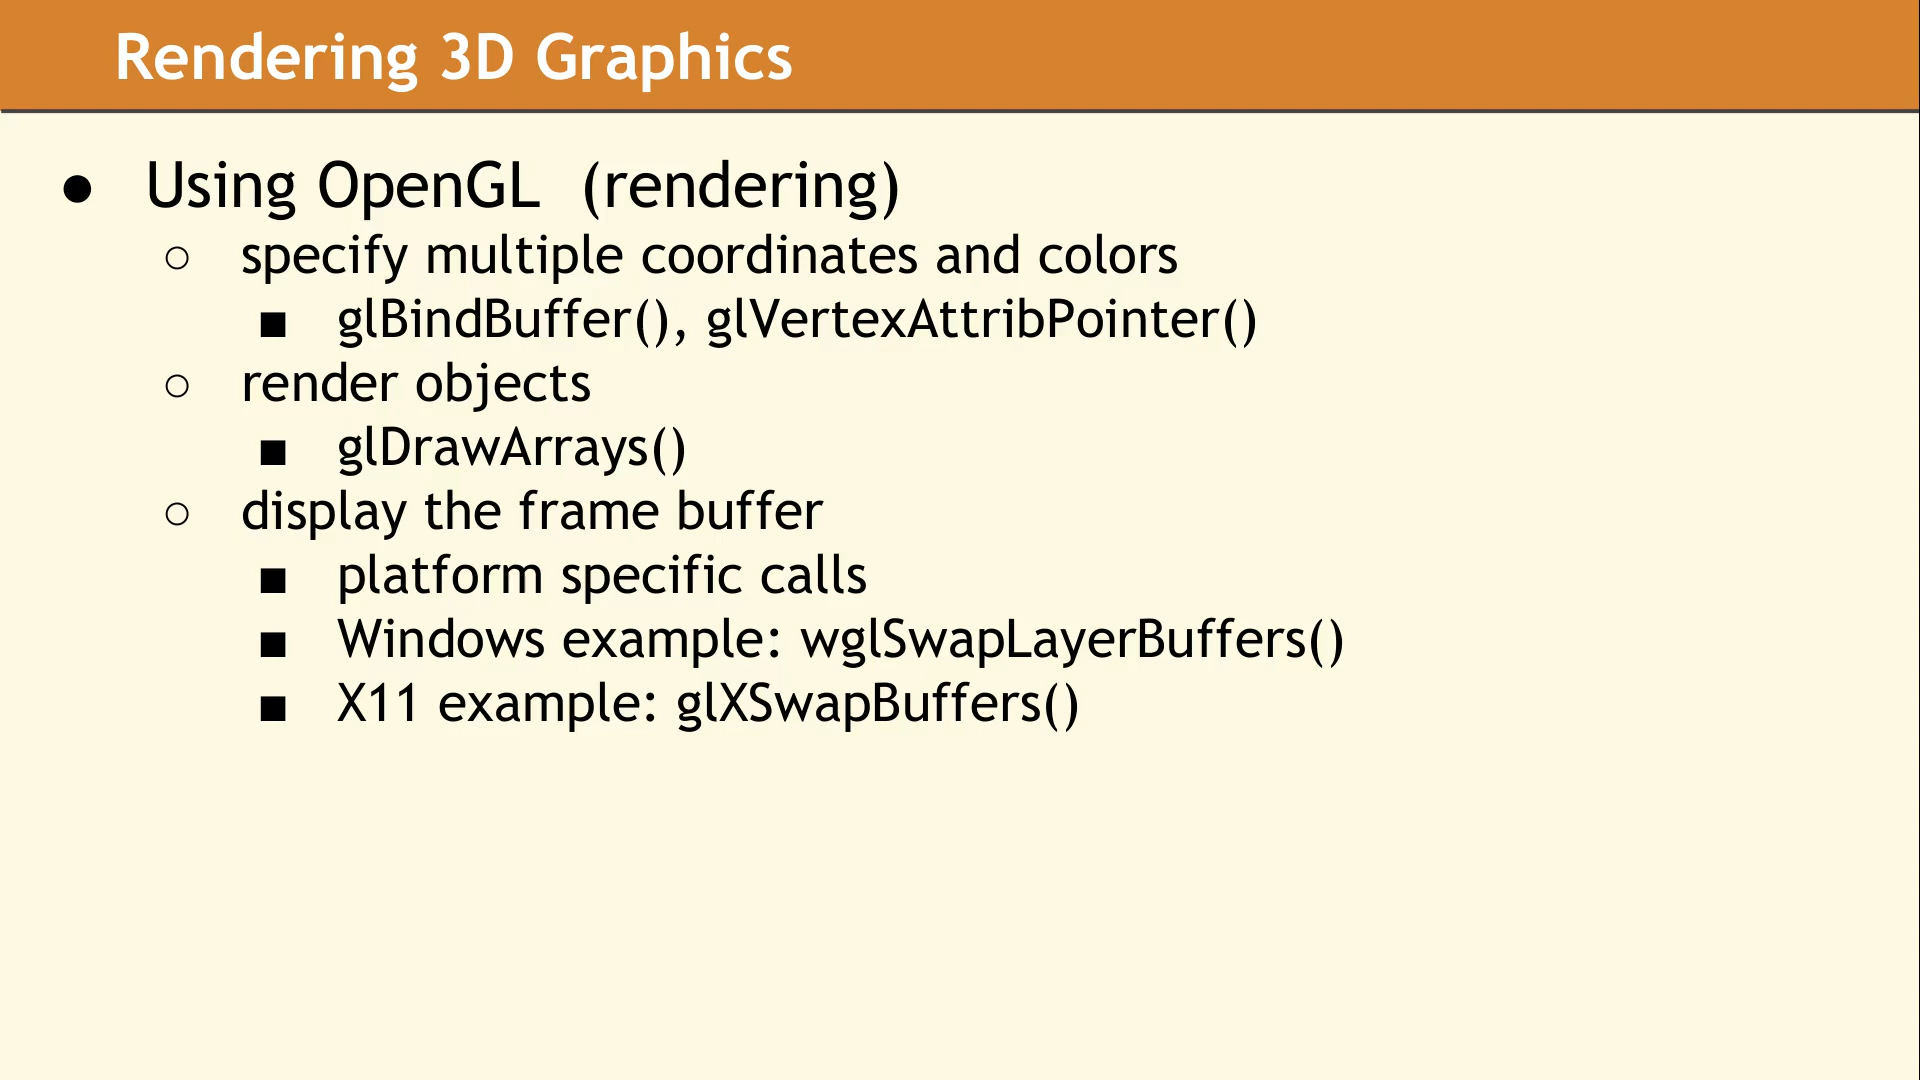 Rendering 3D Graphics
● Using OpenGL (rendering)
○ specify multiple coordinates and colors
■ glBindBuffer(), glVertexAttribPointer()
○ render objects
■ glDrawArrays()
○ display the frame buffer
■ platform specific calls
■ Windows example: wglSwapLayerBuffers()
■ X11 example: glXSwapBuffers()